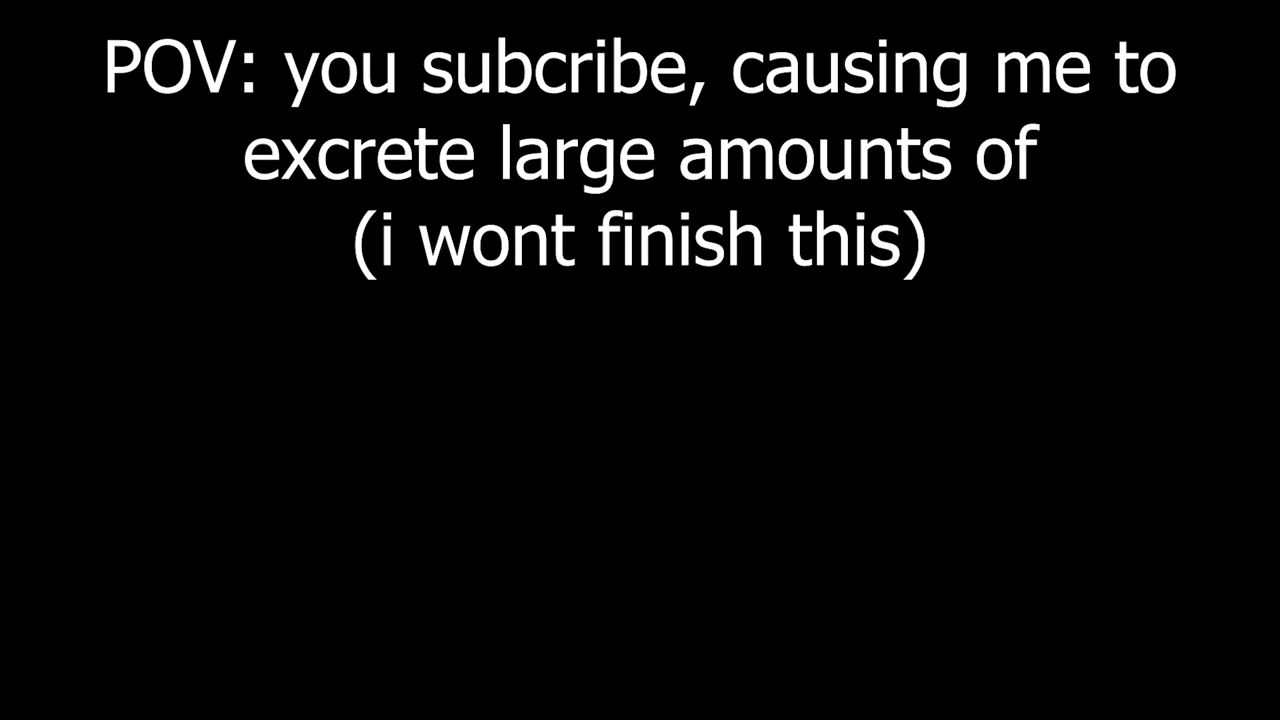 POV: you subcribe, causing me to
excrete large amounts of
(i wont finish this)